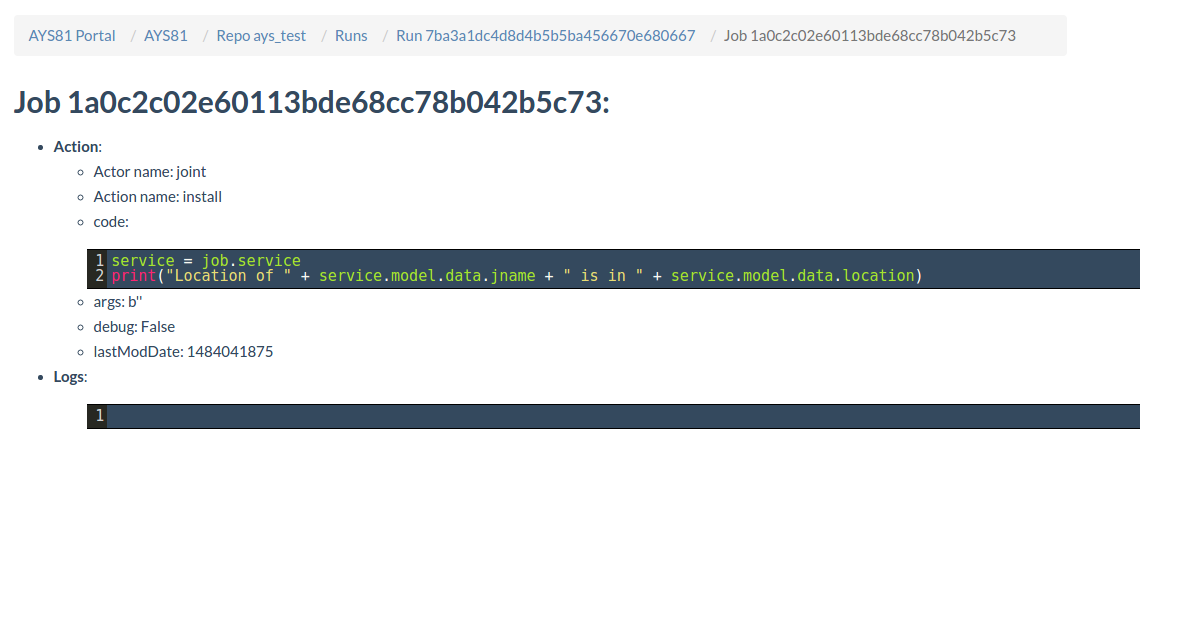 AYS81 Portal / AYS81 / Repo ays_test / Runs / Run 7ba3a1dc4d8d4b5b5ba456670e680667 / Job 1a0c2c02e60113bde68cc78b042b5c73
Job 1a0c2c02e60113bde68cc78b042b5c73:
Action:
Actor name: joint
Action name: install
code:
1 service = job.service
2 print("Location of " + service.model.data.jname + " is in " + service.model.data.location)
args: b''
debug: False
lastModDate: 1484041875
Logs:
1